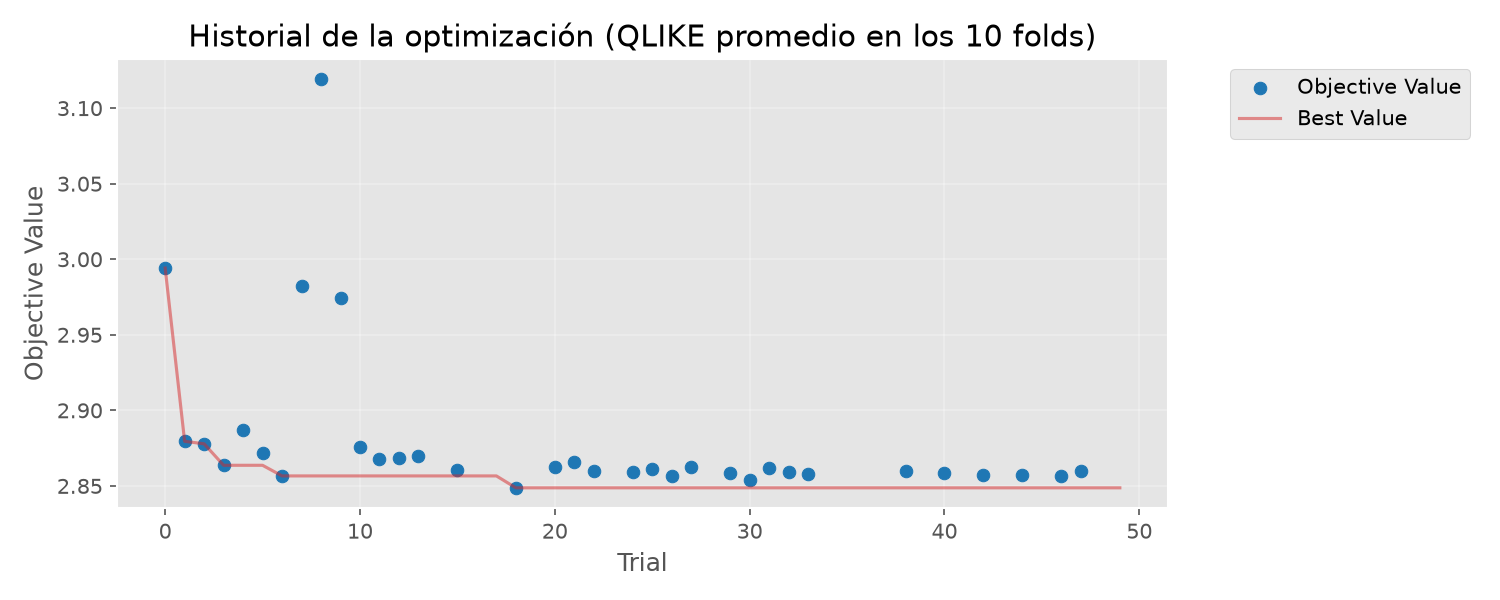 Historial de la optimización (QLIKE promedio en los 10 folds)
Objective Value
Best Value
Objective Value
3.10
3.05
3.00
2.95
2.90
2.85
0 10 20 30 40 50
Trial